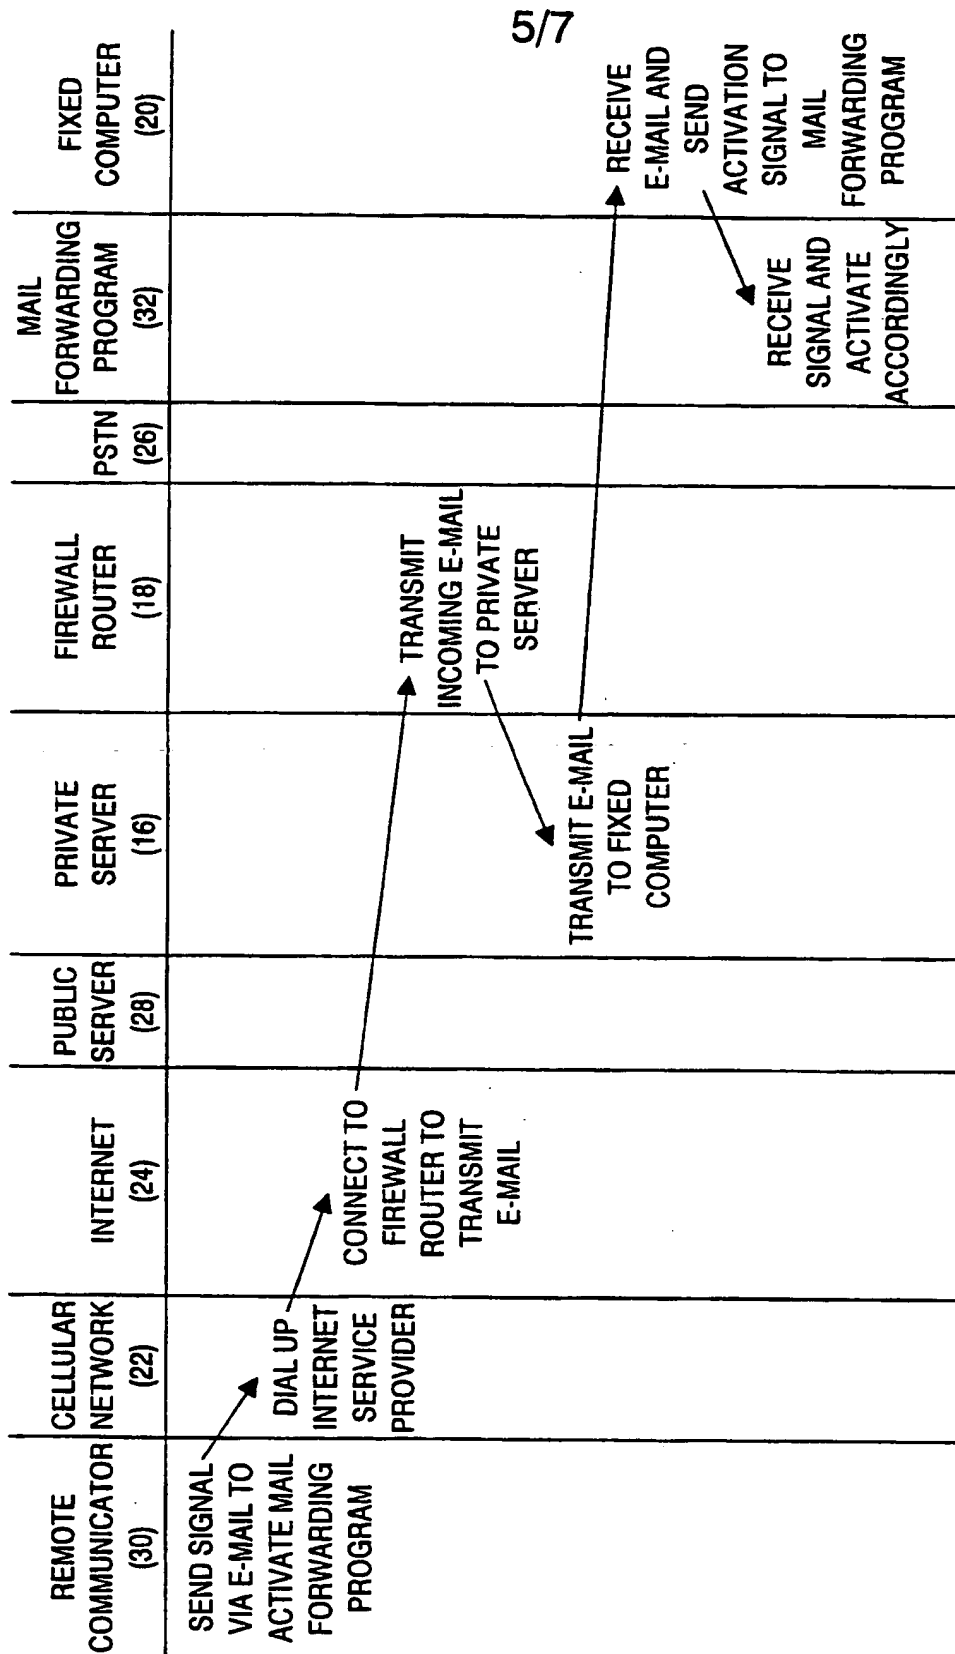 5/7
REMOTE
COMMUNICATOR
(30)
CELLULAR
NETWORK
(22)
INTERNET
(24)
PUBLIC
SERVER
(28)
PRIVATE
SERVER
(16)
FIREWALL
ROUTER
(18)
PSTN
(26)
MAIL
FORWARDING
PROGRAM
(32)
FIXED
COMPUTER
(20)
SEND SIGNAL
VIA E-MAIL TO
ACTIVATE MAIL
FORWARDING
PROGRAM
DIAL UP
INTERNET
SERVICE
PROVIDER
CONNECT TO
FIREWALL
ROUTER TO
TRANSMIT
E-MAIL
TRANSMIT
INCOMING E-MAIL
TO PRIVATE
SERVER
TRANSMIT E-MAIL
TO FIXED
COMPUTER
RECEIVE
E-MAIL AND
SEND
ACTIVATION
SIGNAL TO
MAIL
FORWARDING
PROGRAM
RECEIVE
SIGNAL AND
ACTIVATE
ACCORDINGLY